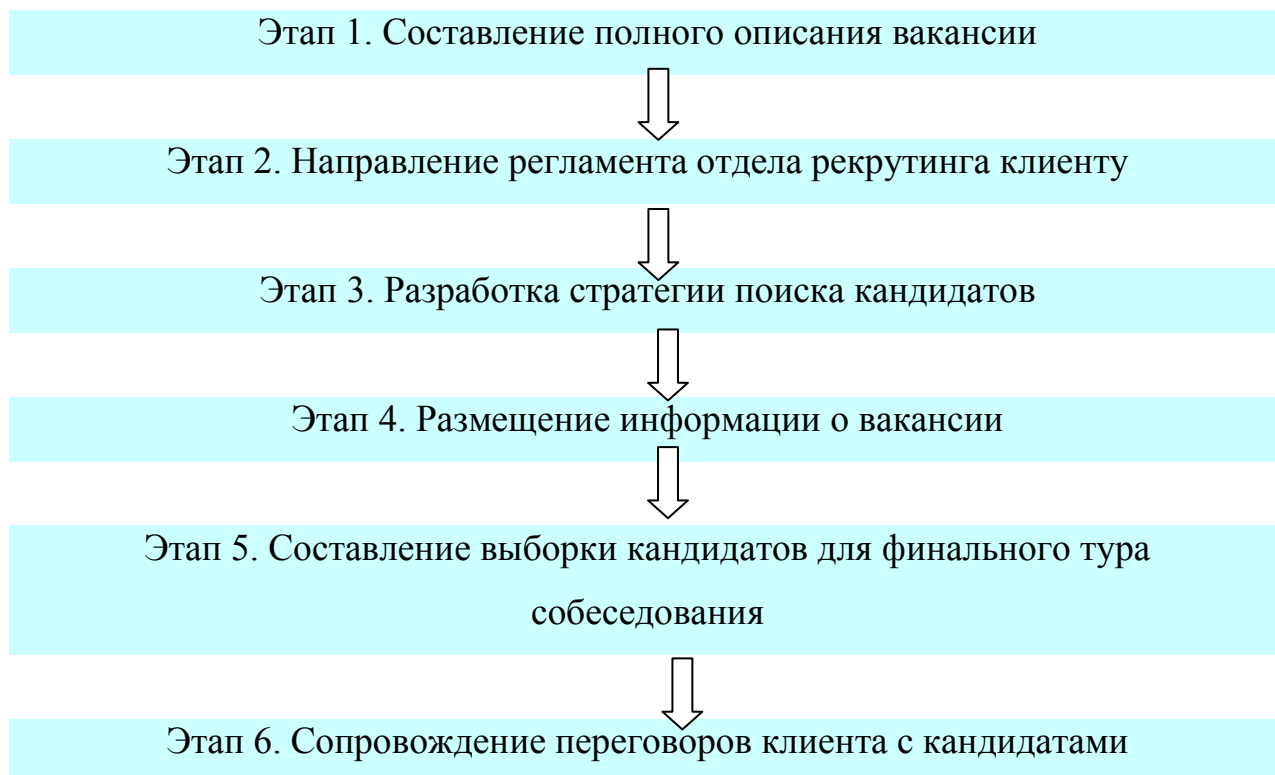 Этап 1. Составление полного описания вакансии
Этап 2. Направление регламента отдела рекрутинга клиенту
Этап 3. Разработка стратегии поиска кандидатов
Этап 4. Размещение информации о вакансии
Этап 5. Составление выборки кандидатов для финального тура
собеседования
Этап 6. Сопровождение переговоров клиента с кандидатами